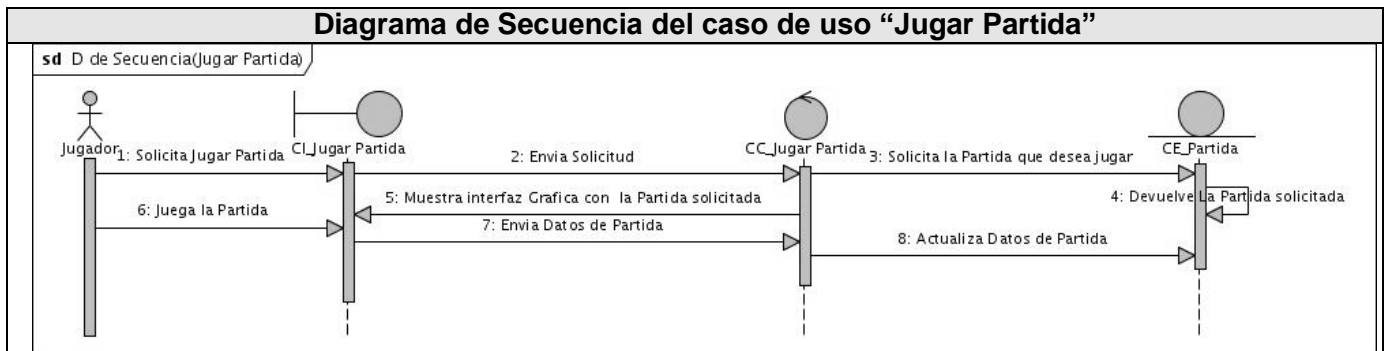 Diagrama de Secuencia del caso de uso “Jugar Partida”
sd D de Secuencia(Jugar Partida)
Jugador
CI_Jugar Partida
CC_Jugar Partida
CE_Partida
1: Solicita Jugar Partida
2: Envia Solicitud
3: Solicita la Partida que desea jugar
4: Devuelve La Partida solicitada
5: Muestra interfaz Grafica con la Partida solicitada
6: Juega la Partida
7: Envia Datos de Partida
8: Actualiza Datos de Partida